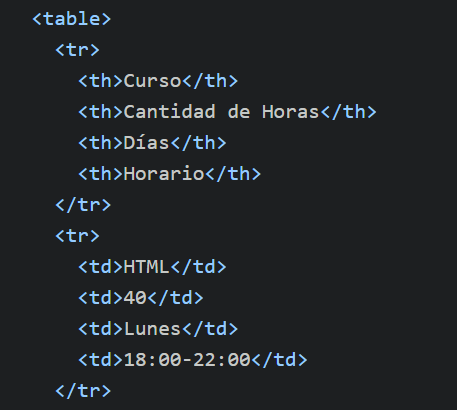 <table>
<tr>
<th>Curso</th>
<th>Cantidad de Horas</th>
<th>Días</th>
<th>Horario</th>
</tr>
<tr>
<td>HTML</td>
<td>40</td>
<td>Lunes</td>
<td>18:00-22:00</td>
</tr>